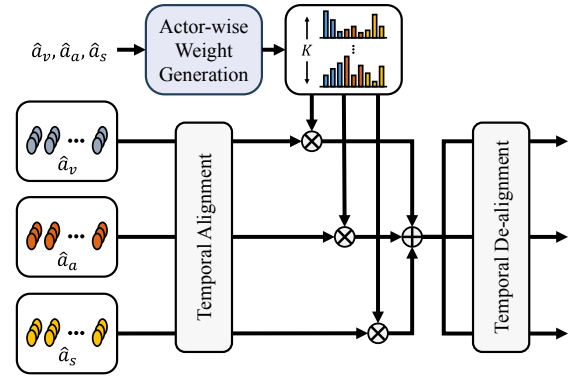 â_v, â_a, â_s
Actor-wise
Weight
Generation
K
â_v
â_a
â_s
Temporal Alignment
Temporal De-alignment